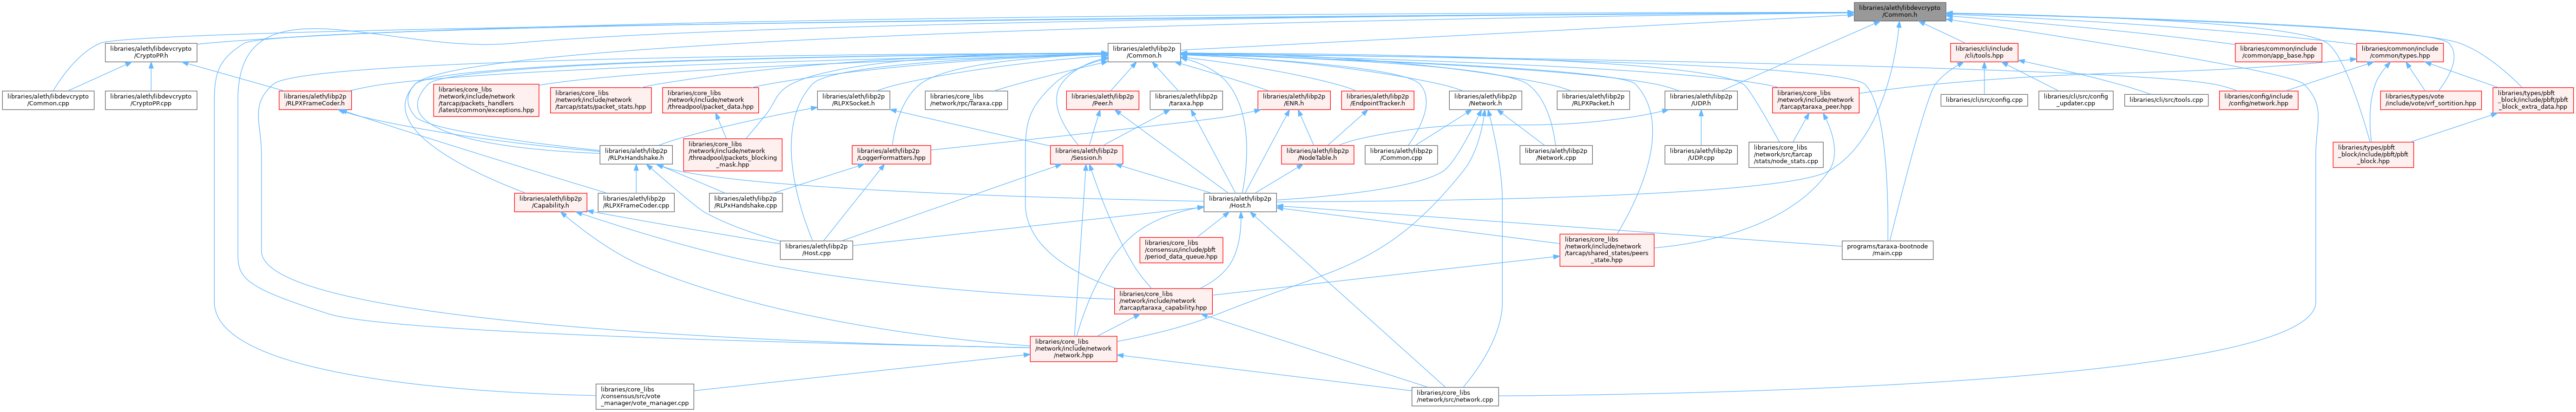 libraries/aleth/libdevcrypto
/Common.h
libraries/aleth/libdevcrypto
/CryptoPP.h
libraries/aleth/libp2p
/Common.h
libraries/cli/include
/cli/tools.hpp
libraries/common/include
/common/app_base.hpp
libraries/common/include
/common/types.hpp
libraries/aleth/libdevcrypto
/Common.cpp
libraries/aleth/libdevcrypto
/CryptoPP.cpp
libraries/aleth/libp2p
/RLPXFrameCoder.h
libraries/core_libs
/network/include/network
/tarcap/packets_handlers
/latest/common/exceptions.hpp
libraries/core_libs
/network/include/network
/tarcap/stats/packet_stats.hpp
libraries/core_libs
/network/include/network
/threadpool/packet_data.hpp
libraries/aleth/libp2p
/RLPXSocket.h
libraries/core_libs
/network/rpc/Taraxa.cpp
libraries/aleth/libp2p
/Peer.h
libraries/aleth/libp2p
/taraxa.hpp
libraries/aleth/libp2p
/ENR.h
libraries/aleth/libp2p
/EndpointTracker.h
libraries/aleth/libp2p
/Network.h
libraries/aleth/libp2p
/RLPXPacket.h
libraries/aleth/libp2p
/UDP.h
libraries/core_libs
/network/include/network
/tarcap/taraxa_peer.hpp
libraries/cli/src/config.cpp
libraries/cli/src/config
_updater.cpp
libraries/cli/src/tools.cpp
libraries/config/include
/config/network.hpp
libraries/types/vote
/include/vote/vrf_sortition.hpp
libraries/types/pbft
_block/include/pbft/pbft
_block_extra_data.hpp
libraries/aleth/libp2p
/RLPxHandshake.h
libraries/core_libs
/network/include/network
/threadpool/packets_blocking
_mask.hpp
libraries/aleth/libp2p
/LoggerFormatters.hpp
libraries/aleth/libp2p
/Session.h
libraries/aleth/libp2p
/NodeTable.h
libraries/aleth/libp2p
/Common.cpp
libraries/aleth/libp2p
/Network.cpp
libraries/aleth/libp2p
/UDP.cpp
libraries/core_libs
/network/src/tarcap
/stats/node_stats.cpp
libraries/types/pbft
_block/include/pbft/pbft
_block.hpp
libraries/aleth/libp2p
/Capability.h
libraries/aleth/libp2p
/RLPXFrameCoder.cpp
libraries/aleth/libp2p
/RLPxHandshake.cpp
libraries/aleth/libp2p
/Host.h
libraries/aleth/libp2p
/Host.cpp
libraries/core_libs
/consensus/include/pbft
/period_data_queue.hpp
libraries/core_libs
/network/include/network
/tarcap/shared_states/peers
_state.hpp
programs/taraxa-bootnode
/main.cpp
libraries/core_libs
/network/include/network
/tarcap/taraxa_capability.hpp
libraries/core_libs
/network/include/network
/network.hpp
libraries/core_libs
/consensus/src/vote
_manager/vote_manager.cpp
libraries/core_libs
/network/src/network.cpp